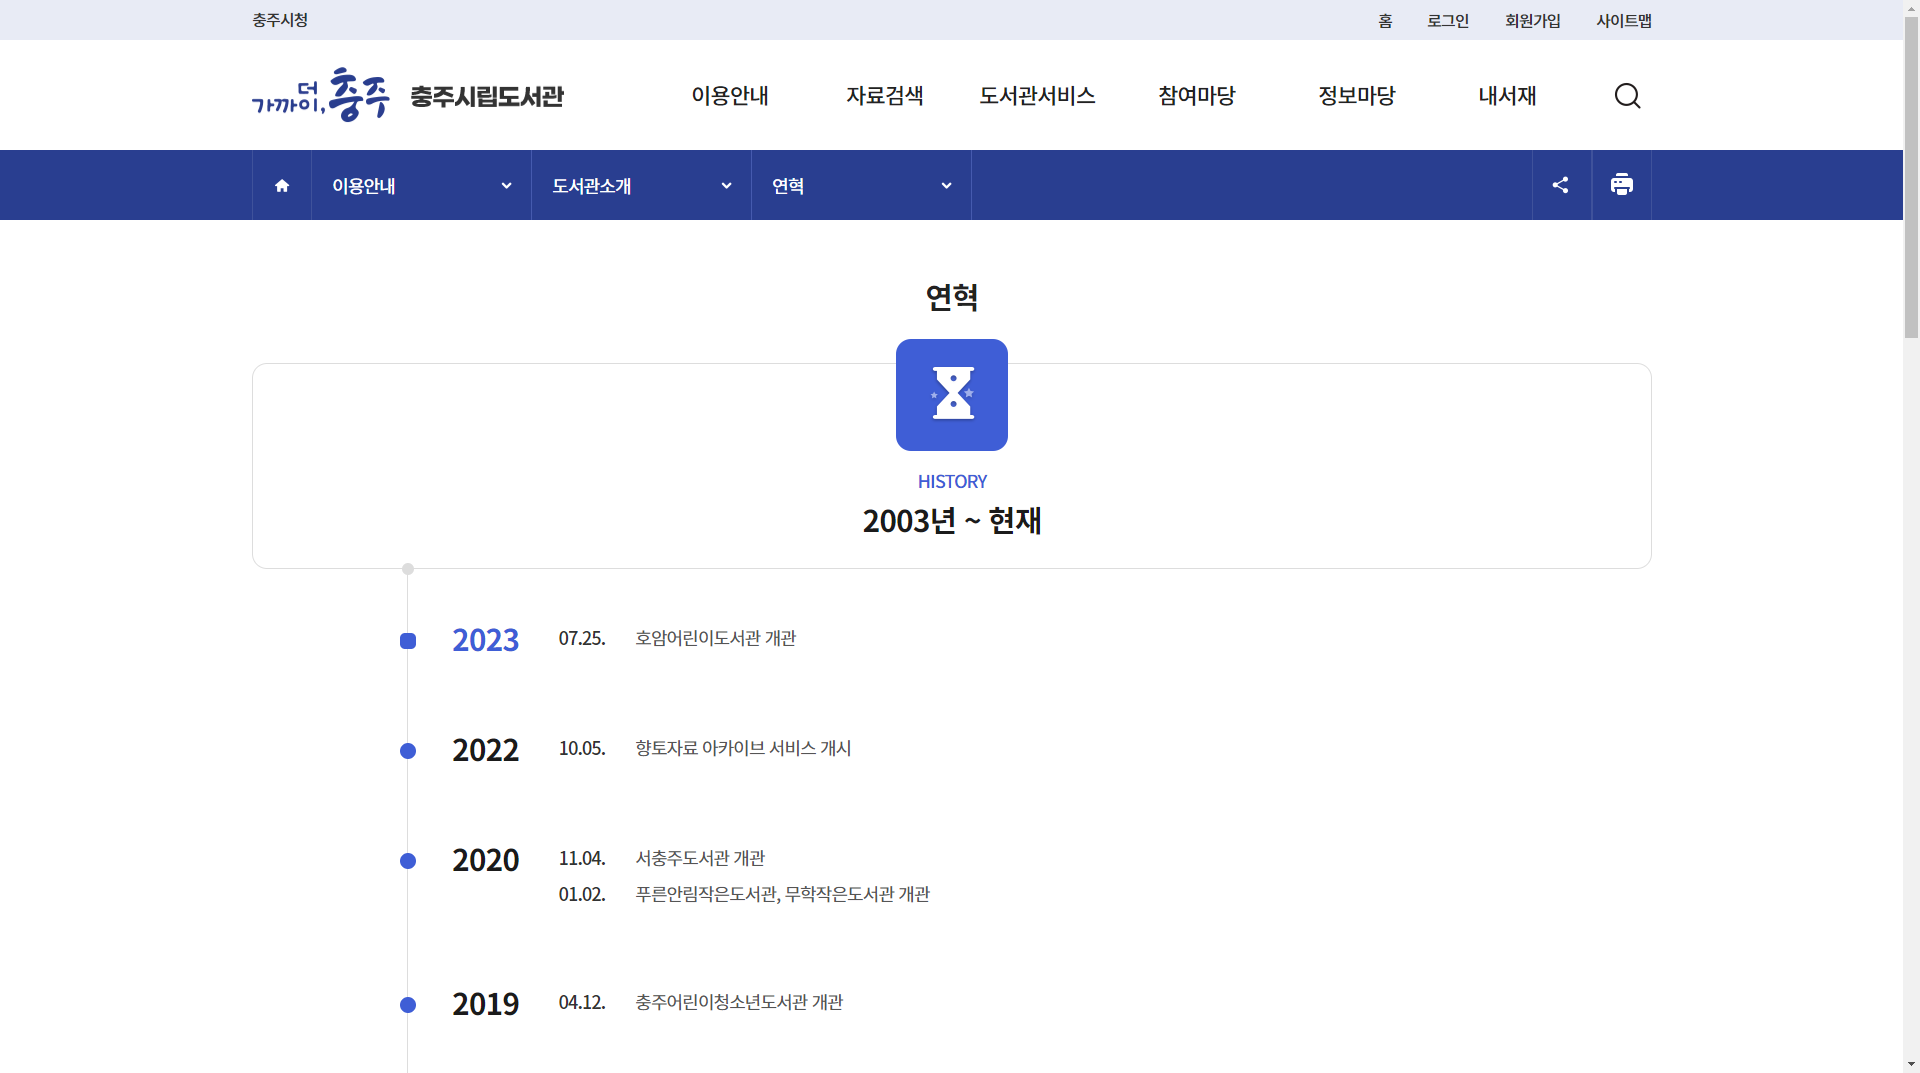 충주시청
홈 로그인 회원가입 사이트맵
더 가까이, 충주 충주시립도서관
이용안내 자료검색 도서관서비스 참여마당 정보마당 내서재
이용안내 도서관소개 연혁
연혁
HISTORY
2003년 ~ 현재
2023 07.25. 호암어린이도서관 개관
2022 10.05. 향토자료 아카이브 서비스 개시
2020 11.04. 서충주도서관 개관
01.02. 푸른안림작은도서관, 무학작은도서관 개관
2019 04.12. 충주어린이청소년도서관 개관